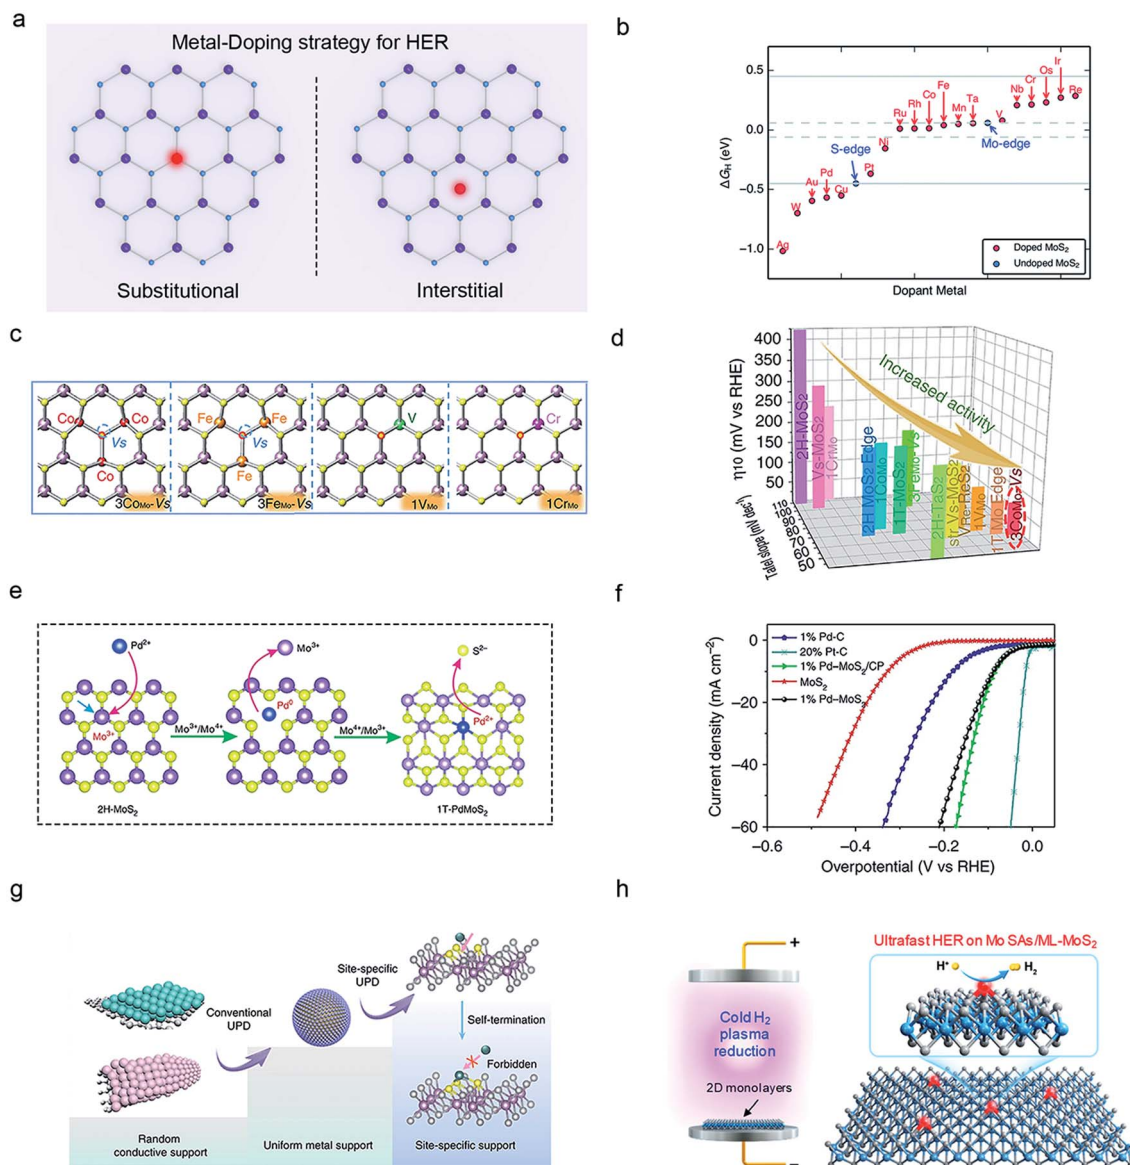 a
Metal-Doping strategy for HER
Substitutional
Interstitial
b
ΔG_H (eV)
0.5
0.0
−0.5
−1.0
Ag
W
Au
Pd
Cu
S-edge
Pt
Ni
Ru
Rh
Co
Fe
Mn
Ta
Mo-edge
V
Nb
Cr
Os
Ir
Re
Doped MoS₂
Undoped MoS₂
Dopant Metal
c
Co
Co
Vs
Co
3Co_Mo-Vs
Fe
Fe
Vs
Fe
3Fe_Mo-Vs
V
1V_Mo
Cr
1Cr_Mo
d
η10 (mV vs RHE)
400
350
300
250
200
150
100
50
Increased activity
2H-MoS₂
Vs-MoS₂
1Cr_Mo
2H MoS₂ Edge
1T-MoS₂
3Fe_Mo-Vs
2H-TaS₂
str Vs-MoS₂
V_Re-ReS₂
1V_Mo
1T Mo Edge
3Co_Mo-Vs
Tafel slope (mV dec⁻¹)
110
100
90
80
70
60
50
e
Pd²⁺
Mo³⁺
2H-MoS₂
Mo³⁺/Mo⁴⁺
Mo³⁺
Pd⁰
Mo⁴⁺/Mo³⁺
S²⁻
Pd²⁺
1T-PdMoS₂
f
Current density (mA cm⁻²)
0
−20
−40
−60
1% Pd-C
20% Pt-C
1% Pd–MoS₂/CP
MoS₂
1% Pd–MoS₂
−0.6
−0.4
−0.2
0.0
Overpotential (V vs RHE)
g
Conventional
UPD
Site-specific
UPD
Self-termination
Forbidden
Random
conductive support
Uniform metal support
Site-specific support
h
+
Cold H₂
plasma
reduction
2D monolayers
−
Ultrafast HER on Mo SAs/ML-MoS₂
H⁺
H₂